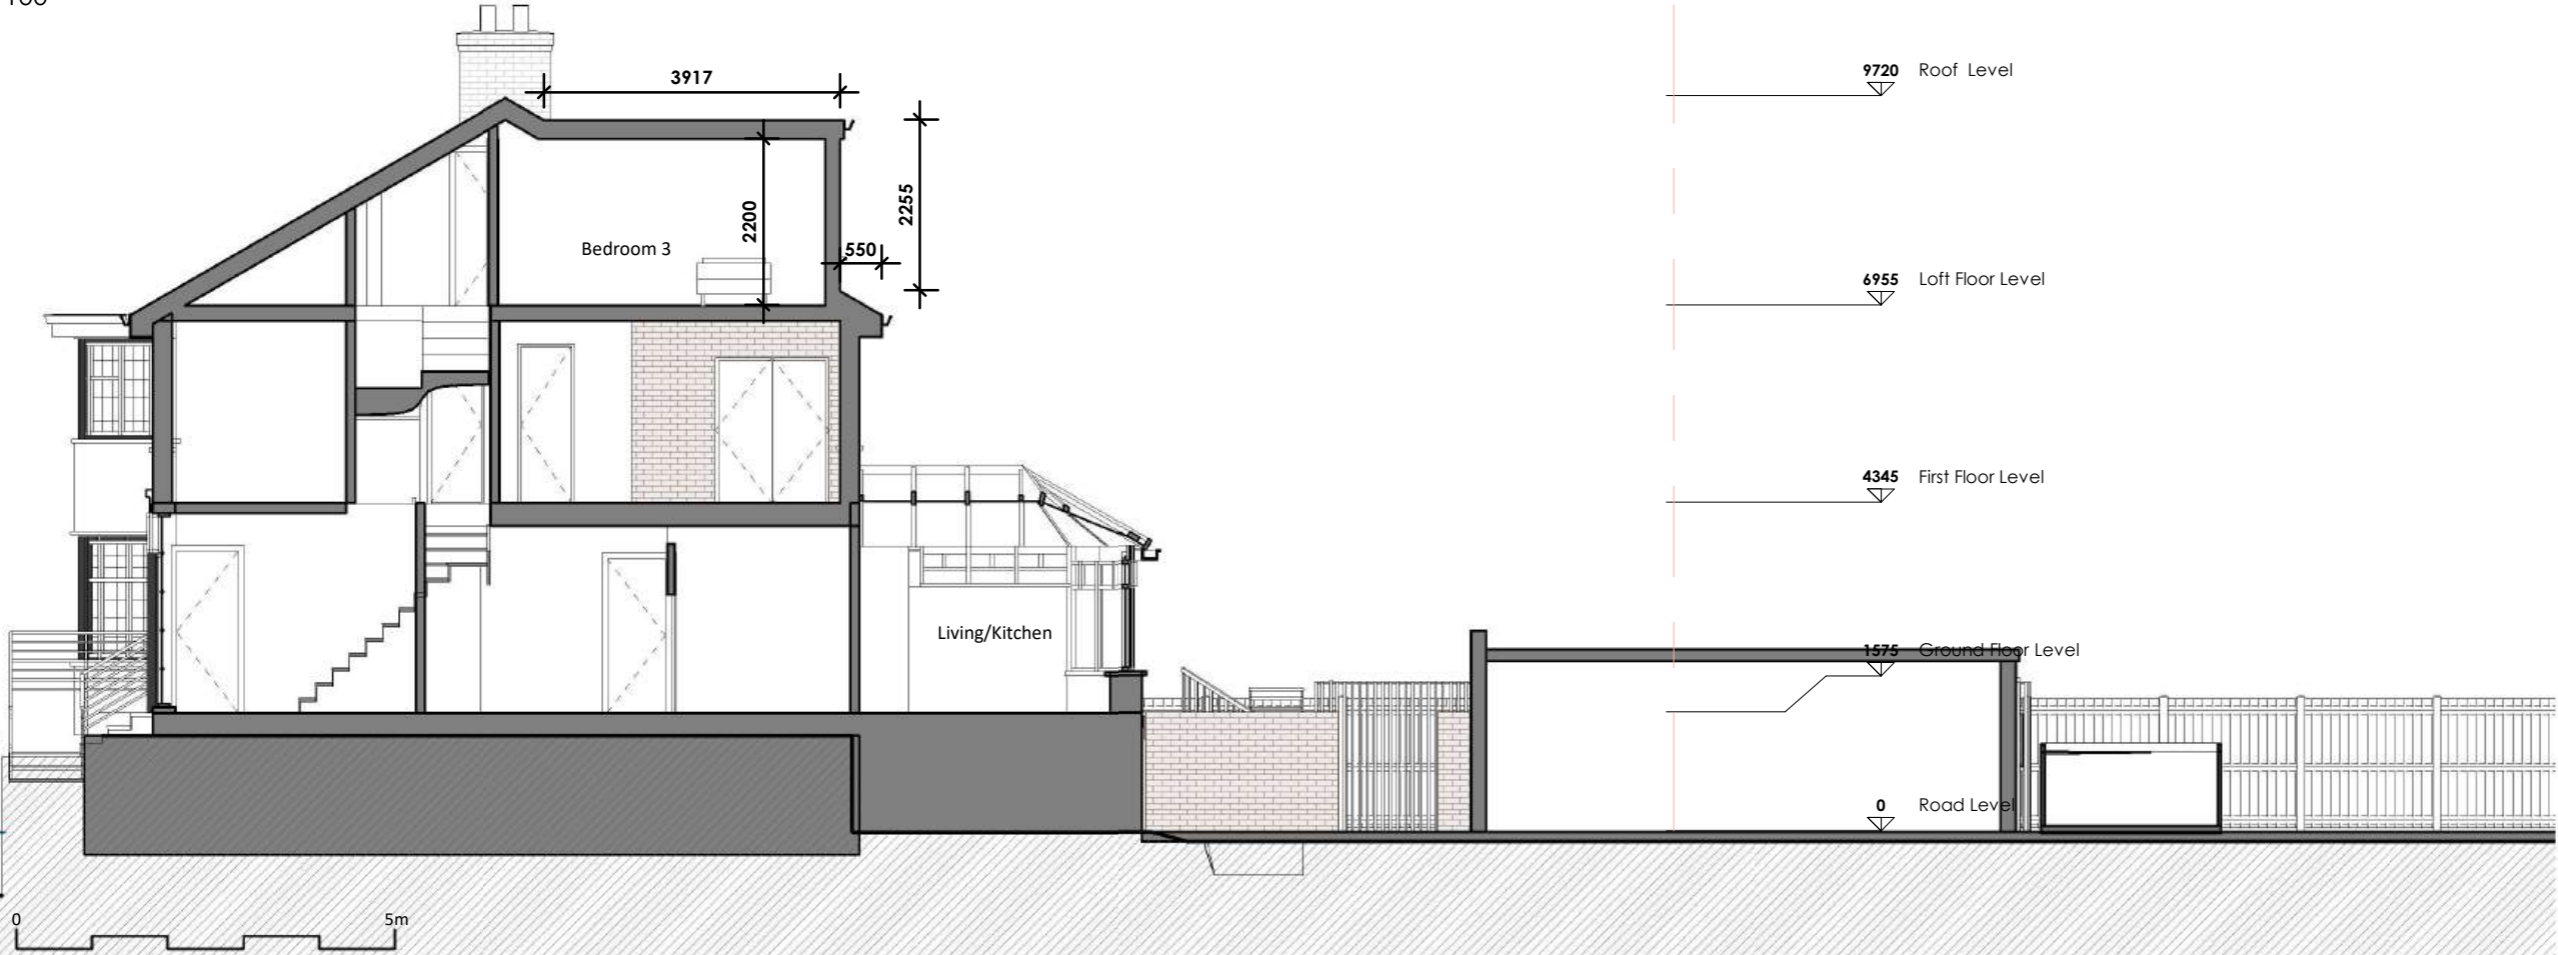 3917
9720 Roof Level
2200
2255
Bedroom 3
550
6955 Loft Floor Level
4345 First Floor Level
Living/Kitchen
1575 Ground Floor Level
0 Road Level
0 5m